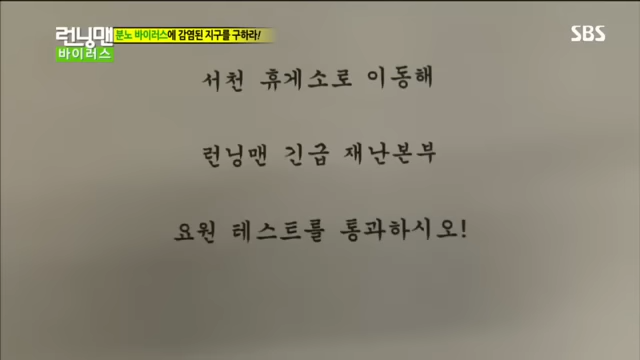 런닝맨
바이러스
분노 바이러스에 감염된 지구를 구하라!
SBS
서천 휴게소로 이동해
런닝맨 긴급 재난본부
요원 테스트를 통과하시오!